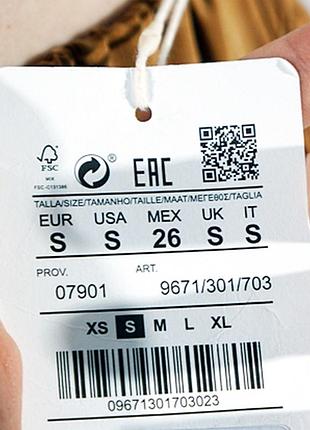 FSC
MIX
FSC-C131386
EAC
TALLA/SIZE/TAMANHO/TAILLE/MAAT/ΜΕΓΕΘΟΣ/TAGLIA
EUR USA MEX UK IT
S S 26 S S
PROV. ART.
07901 9671/301/703
XS S M L XL
09671301703023